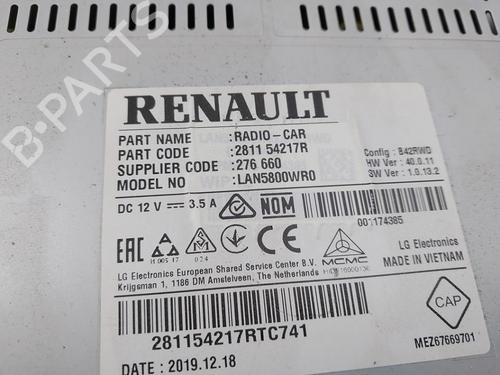 B-PARTS
RENAULT
PART NAME : RADIO-CAR
PART CODE : 2811 54217R
SUPPLIER CODE : 276 660
MODEL NO : LAN5800WR0
Config : B42RWD
HW Ver : 40.0.11
SW Ver : 1.0.13.2
DC 12 V 3.5 A
NOM
001174385
EAC
024
MCMC
LG Electronics
MADE IN VIETNAM
LG Electronics European Shared Service Center B.V.
Krijgsman 1, 1186 DM Amstelveen, The Netherlands
CAP
281154217RTC741
MEZ67669701
DATE : 2019.12.18